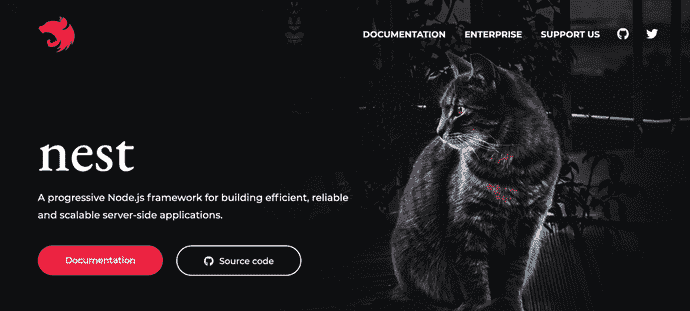 DOCUMENTATION ENTERPRISE SUPPORT US
nest
A progressive Node.js framework for building efficient, reliable
and scalable server-side applications.
Documentation Source code